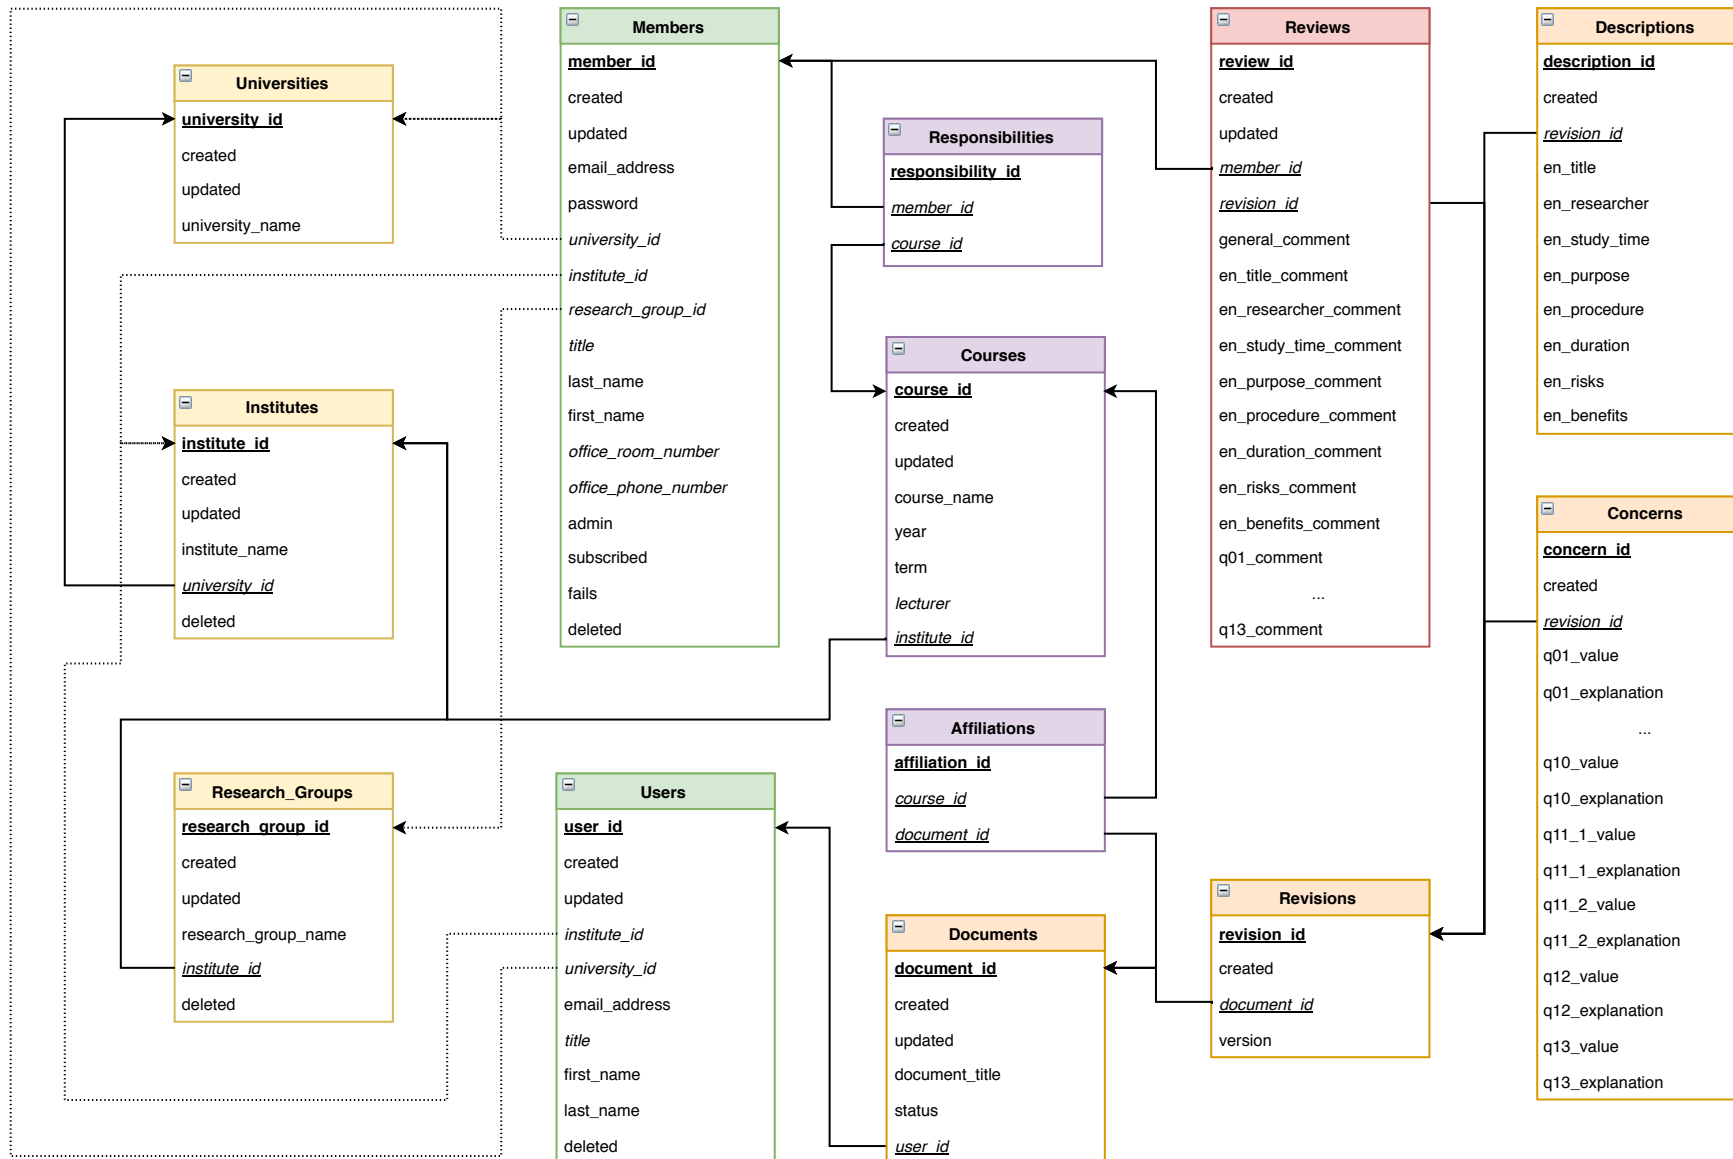 Universities
university_id
created
updated
university_name
Institutes
institute_id
created
updated
institute_name
university_id
deleted
Research_Groups
research_group_id
created
updated
research_group_name
institute_id
deleted
Members
member_id
created
updated
email_address
password
university_id
institute_id
research_group_id
title
last_name
first_name
office_room_number
office_phone_number
admin
subscribed
fails
deleted
Users
user_id
created
updated
institute_id
university_id
email_address
title
first_name
last_name
deleted
Responsibilities
responsibility_id
member_id
course_id
Courses
course_id
created
updated
course_name
year
term
lecturer
institute_id
Affiliations
affiliation_id
course_id
document_id
Documents
document_id
created
updated
document_title
status
user_id
Reviews
review_id
created
updated
member_id
revision_id
general_comment
en_title_comment
en_researcher_comment
en_study_time_comment
en_purpose_comment
en_procedure_comment
en_duration_comment
en_risks_comment
en_benefits_comment
q01_comment
...
q13_comment
Revisions
revision_id
created
document_id
version
Descriptions
description_id
created
revision_id
en_title
en_researcher
en_study_time
en_purpose
en_procedure
en_duration
en_risks
en_benefits
Concerns
concern_id
created
revision_id
q01_value
q01_explanation
...
q10_value
q10_explanation
q11_1_value
q11_1_explanation
q11_2_value
q11_2_explanation
q12_value
q12_explanation
q13_value
q13_explanation